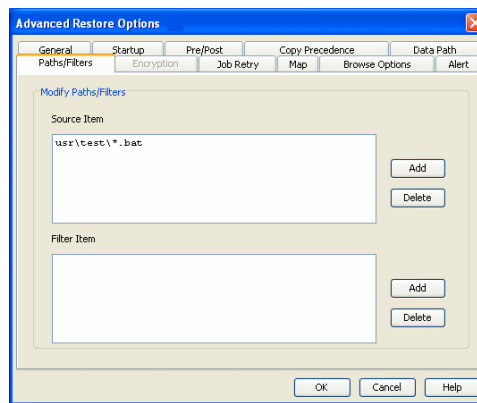 Advanced Restore Options
General Startup Pre/Post Copy Precedence Data Path
Paths/Filters Encryption Job Retry Map Browse Options Alert
Modify Paths/Filters
Source Item
usr\test\*.bat
Add
Delete
Filter Item
Add
Delete
OK Cancel Help